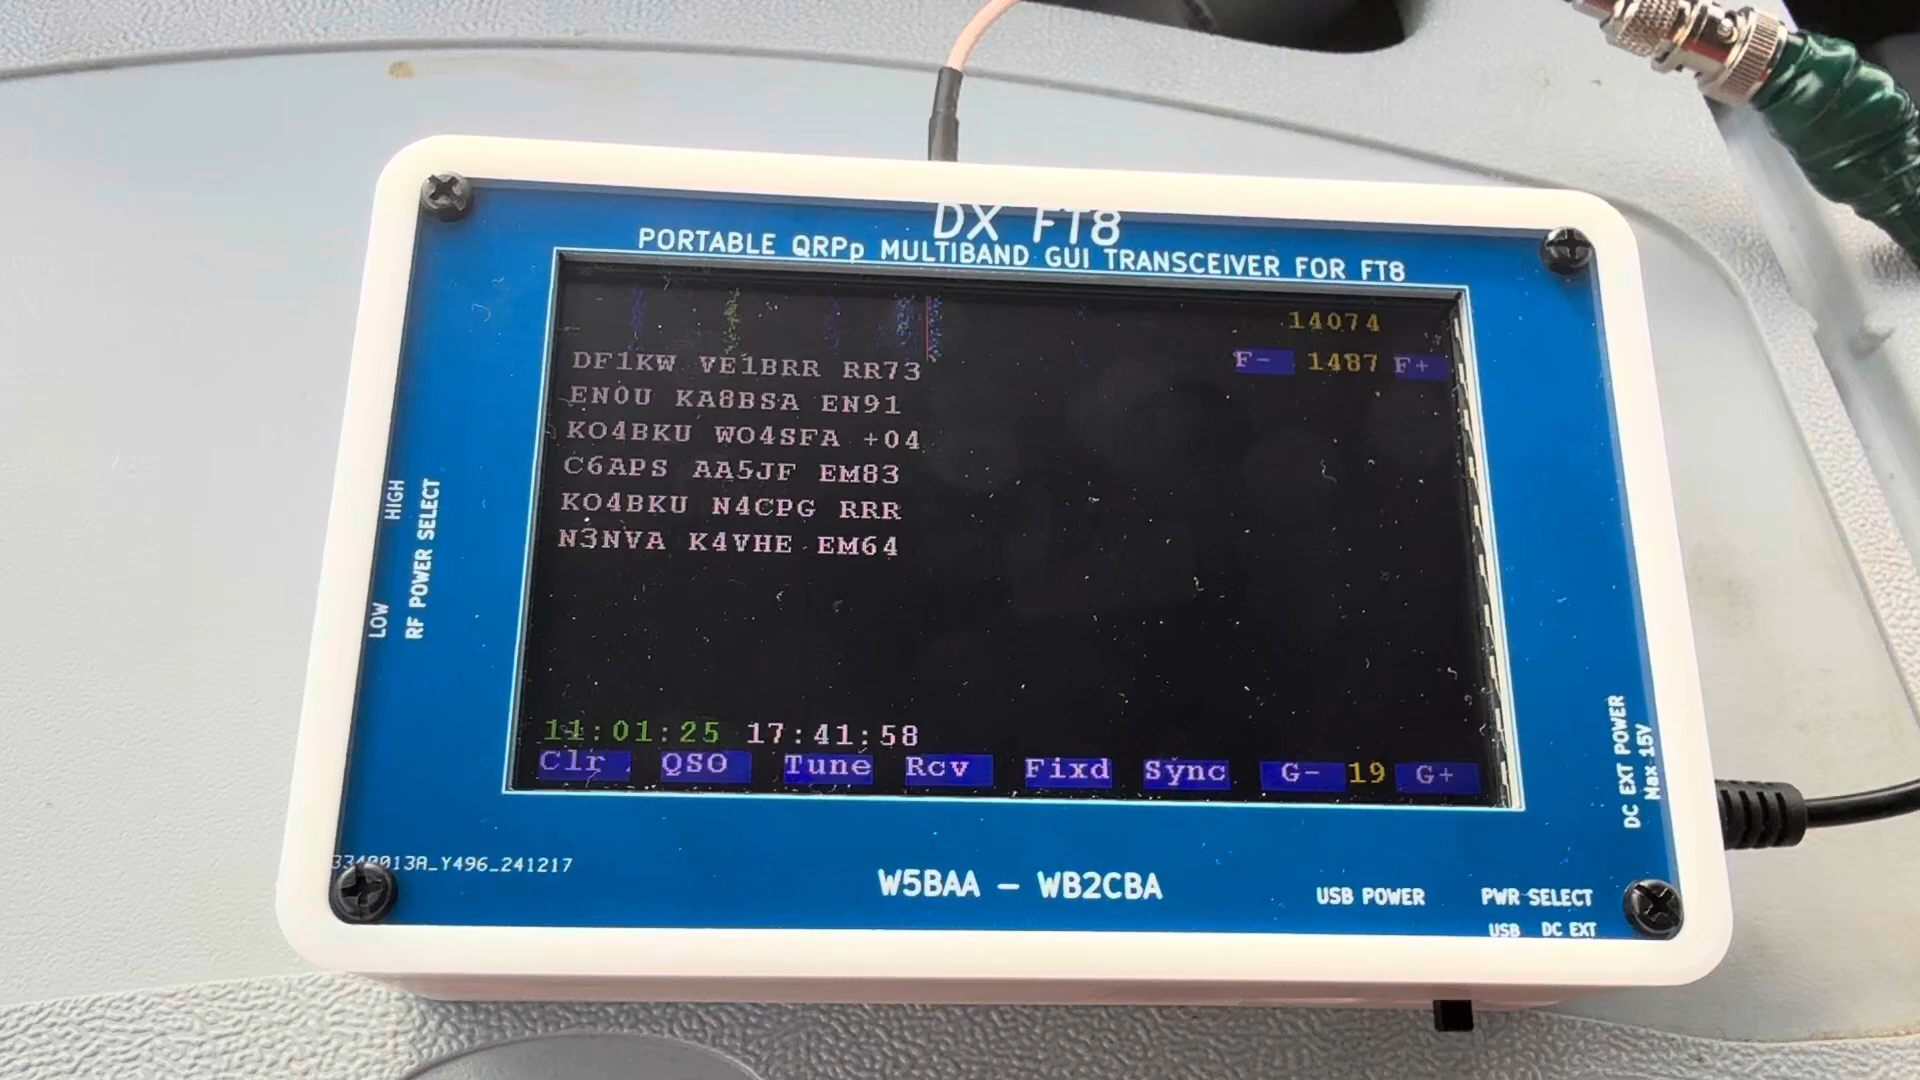 DX FT8
PORTABLE QRPp MULTIBAND GUI TRANSCEIVER FOR FT8
14074
F- 1487 F+
DF1KW VE1BRR RR73
EN0U KA8BSA EN91
KO4BKU WO4SFA +04
C6APS AA5JF EM83
KO4BKU N4CPG RRR
N3NVA K4VHE EM64
11:01:25 17:41:58
Clr QSO Tune Rcv Fixd Sync G- 19 G+
LOW HIGH
RF POWER SELECT
DC EXT POWER
Max 15V
3340013A_Y496_241217
W5BAA - WB2CBA
USB POWER
PWR SELECT
USB DC EXT